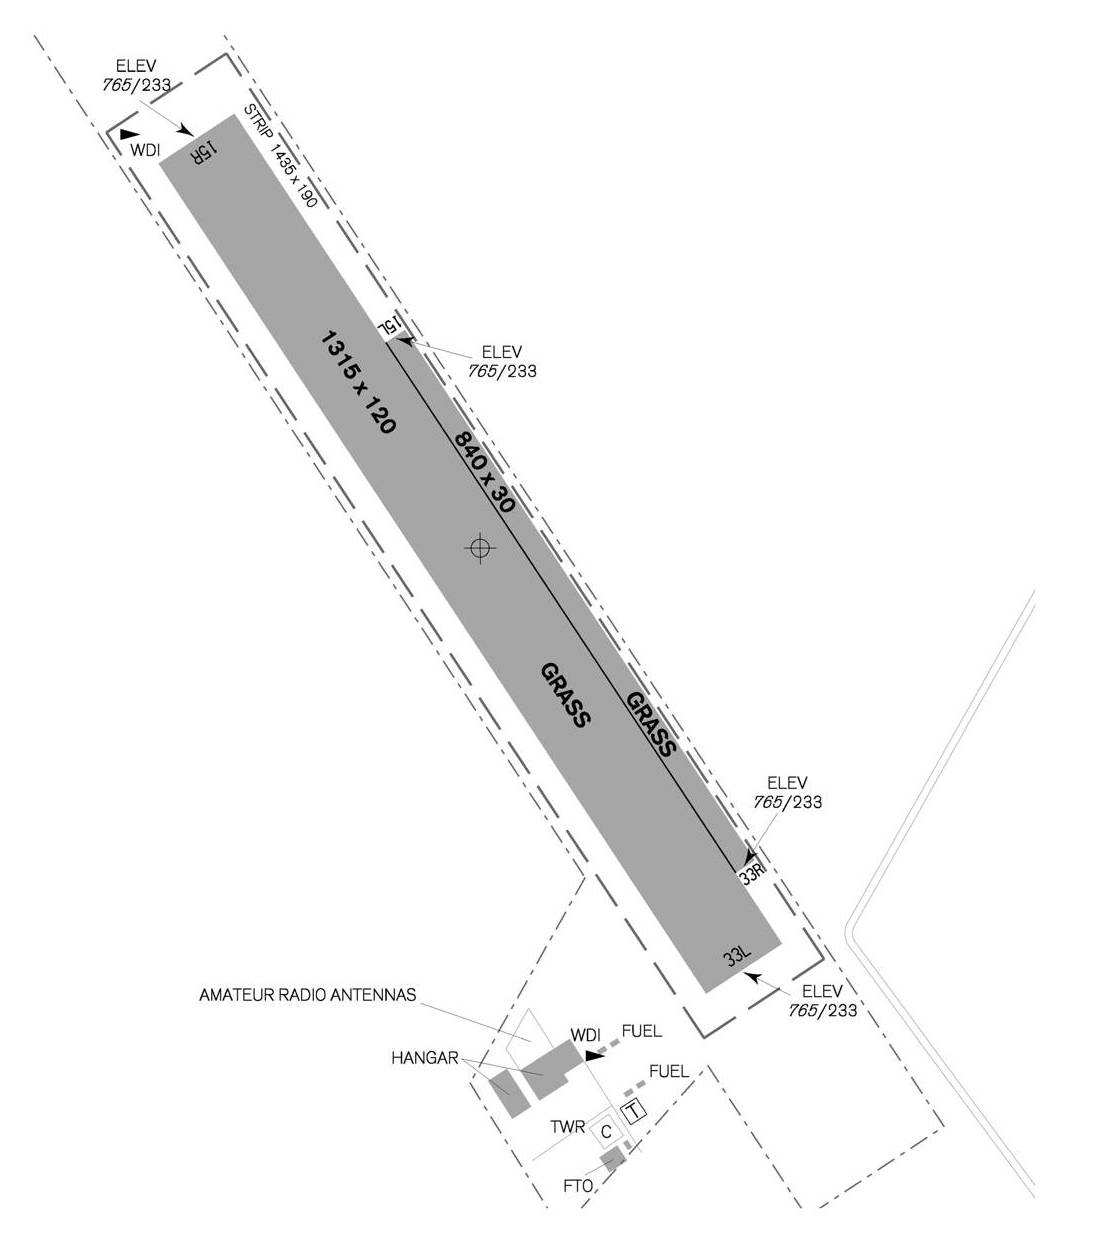 ELEV
765/233
WDI
15R
STRIP 1435 x 190
15L
ELEV
765/233
1315 x 120
840 x 30
GRASS
GRASS
ELEV
765/233
33R
33L
ELEV
765/233
AMATEUR RADIO ANTENNAS
WDI
FUEL
HANGAR
FUEL
T
TWR
C
FTO